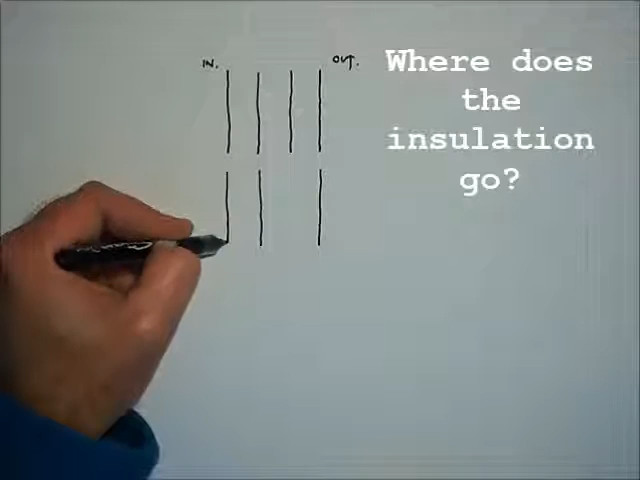 IN.
OUT.
Where does
the
insulation
go?